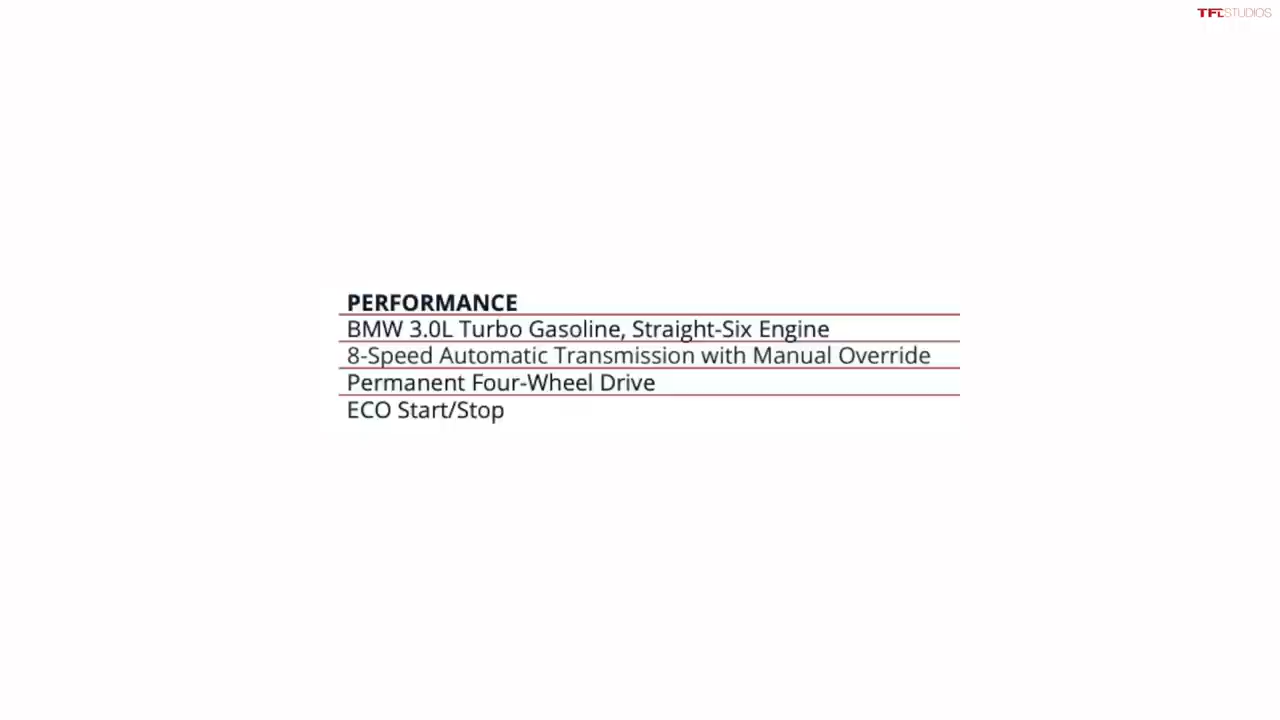 TFLSTUDIOS
PERFORMANCE
BMW 3.0L Turbo Gasoline, Straight-Six Engine
8-Speed Automatic Transmission with Manual Override
Permanent Four-Wheel Drive
ECO Start/Stop